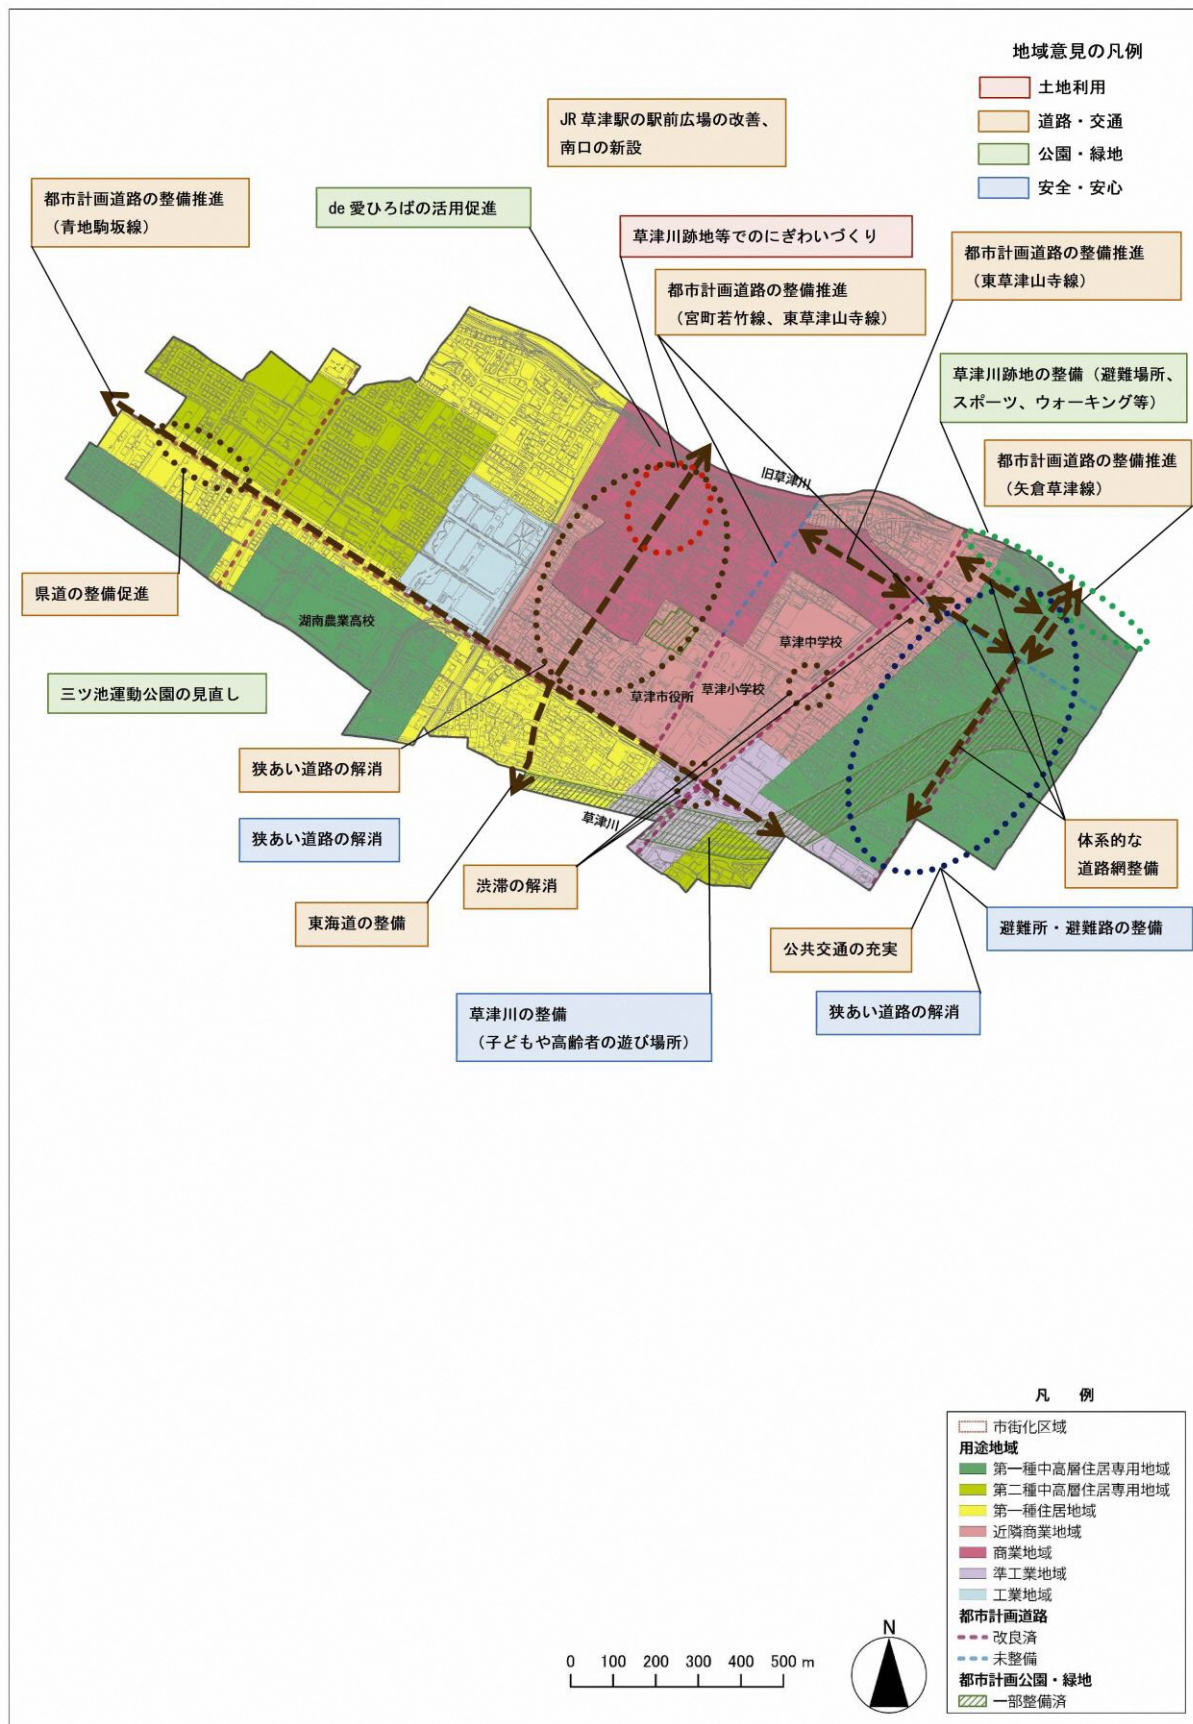 地域意見の凡例
土地利用
道路・交通
公園・緑地
安全・安心
JR 草津駅の駅前広場の改善、
南口の新設
都市計画道路の整備推進
（青地駒坂線）
de 愛ひろばの活用促進
草津川跡地等でのにぎわいづくり
都市計画道路の整備推進
（宮町若竹線、東草津山寺線）
都市計画道路の整備推進
（東草津山寺線）
草津川跡地の整備（避難場所、
スポーツ、ウォーキング等）
都市計画道路の整備推進
（矢倉草津線）
旧草津川
県道の整備促進
湖南農業高校
草津中学校
草津市役所
草津小学校
三ツ池運動公園の見直し
狭あい道路の解消
狭あい道路の解消
草津川
渋滞の解消
東海道の整備
体系的な
道路網整備
避難所・避難路の整備
公共交通の充実
狭あい道路の解消
草津川の整備
（子どもや高齢者の遊び場所）
凡 例
市街化区域
用途地域
第一種中高層住居専用地域
第二種中高層住居専用地域
第一種住居地域
近隣商業地域
商業地域
準工業地域
工業地域
都市計画道路
改良済
未整備
都市計画公園・緑地
一部整備済
N
0 100 200 300 400 500 m